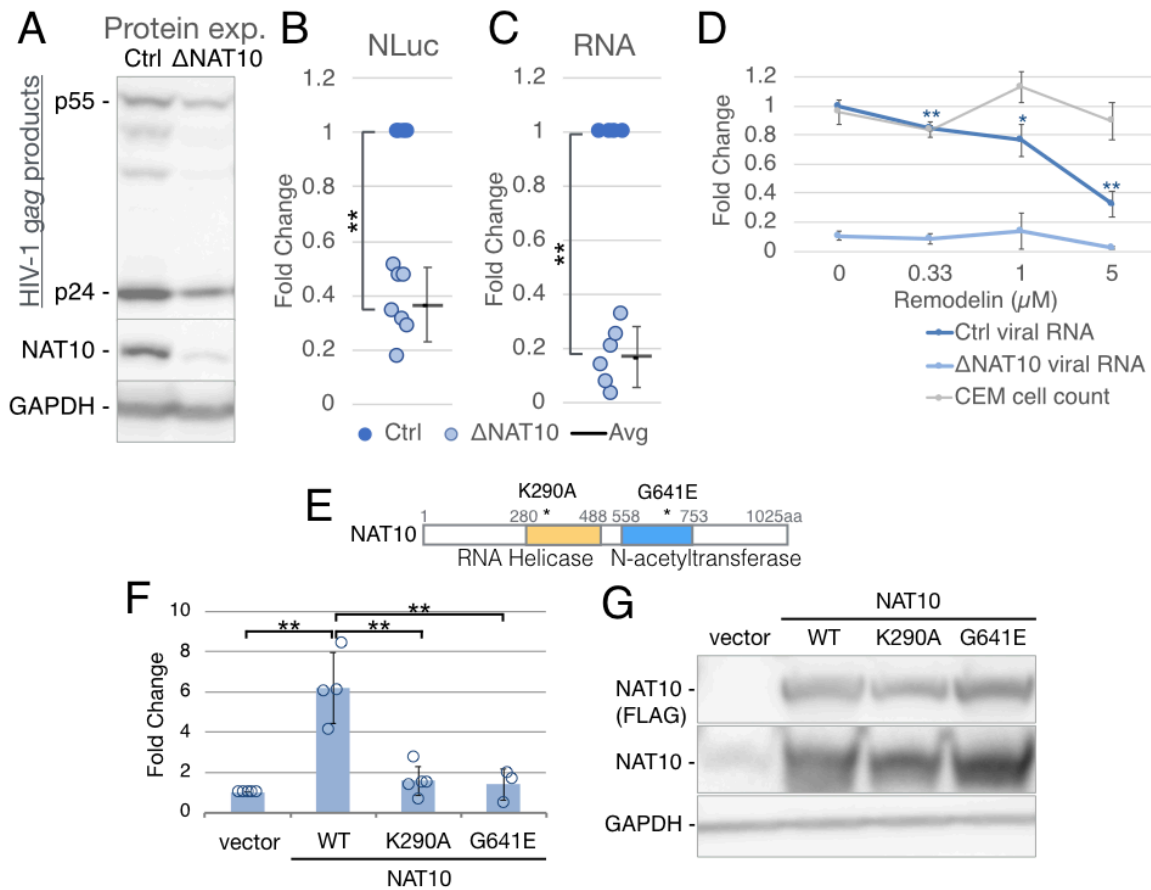 A
Protein exp.
Ctrl ΔNAT10
HIV-1 gag products
p55 -
p24 -
NAT10 -
GAPDH -
B
NLuc
Fold Change
1.2
1
0.8
0.6
0.4
0.2
0
**
C
RNA
Fold Change
1.2
1
0.8
0.6
0.4
0.2
0
**
Ctrl ΔNAT10 Avg
D
Fold Change
1.2
1
0.8
0.6
0.4
0.2
0
**
*
**
0 0.33 1 5
Remodelin (µM)
Ctrl viral RNA
ΔNAT10 viral RNA
CEM cell count
E
K290A G641E
* *
1 280 488 558 753 1025aa
NAT10
RNA Helicase N-acetyltransferase
F
Fold Change
10
8
6
4
2
0
**
** **
vector WT K290A G641E
NAT10
G
NAT10
vector WT K290A G641E
NAT10 -
(FLAG)
NAT10 -
GAPDH -